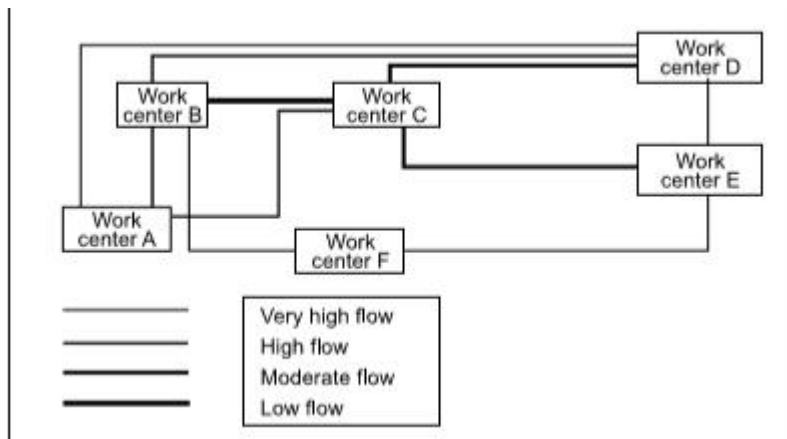 Work
center D
Work
center B
Work
center C
Work
center E
Work
center A
Work
center F
Very high flow
High flow
Moderate flow
Low flow